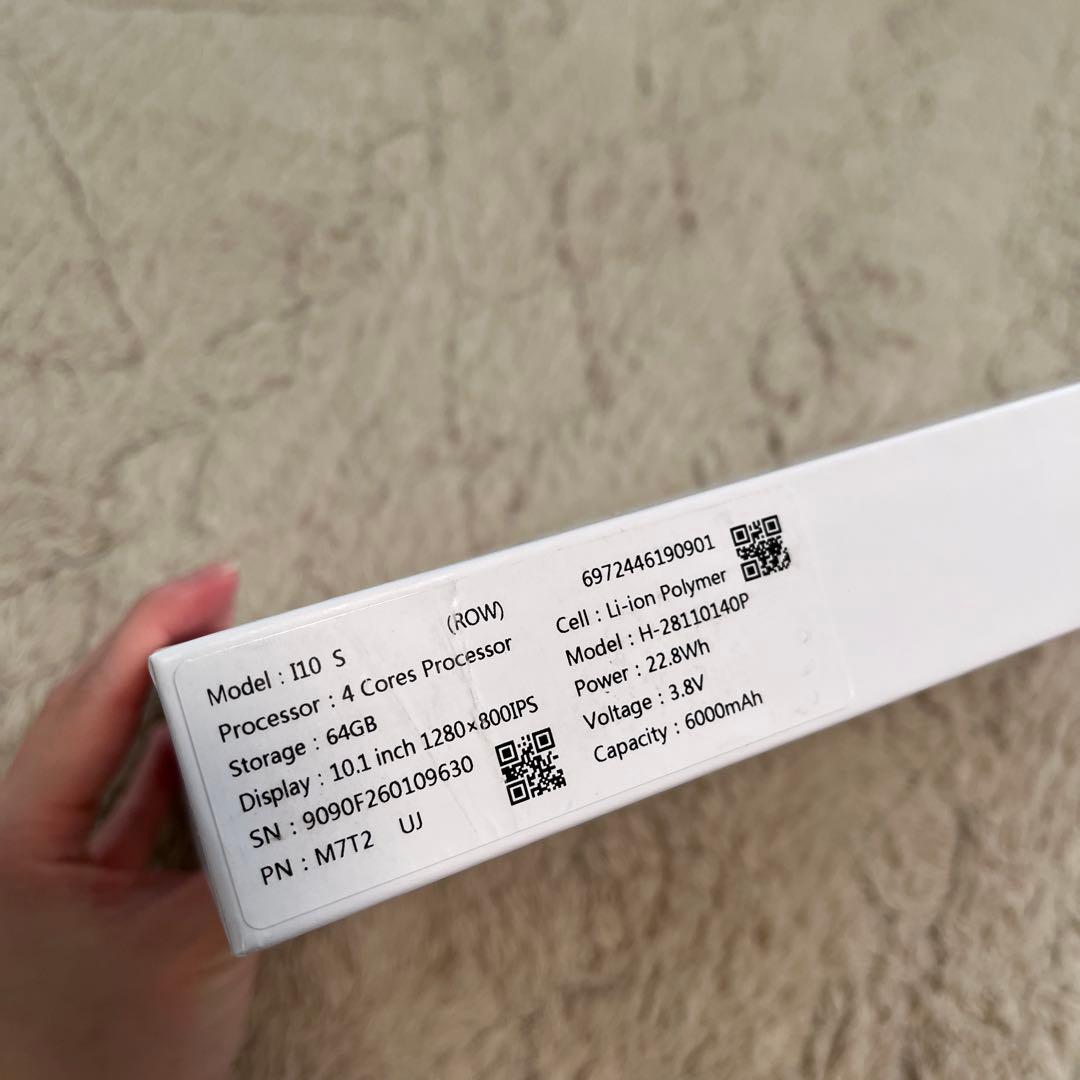 Model : I10 S (ROW)
Processor : 4 Cores Processor
Storage : 64GB
Display : 10.1 inch 1280×800IPS
SN : 9090F260109630
PN : M7T2 UJ
6972446190901
Cell : Li-ion Polymer
Model : H-28110140P
Power : 22.8Wh
Voltage : 3.8V
Capacity : 6000mAh